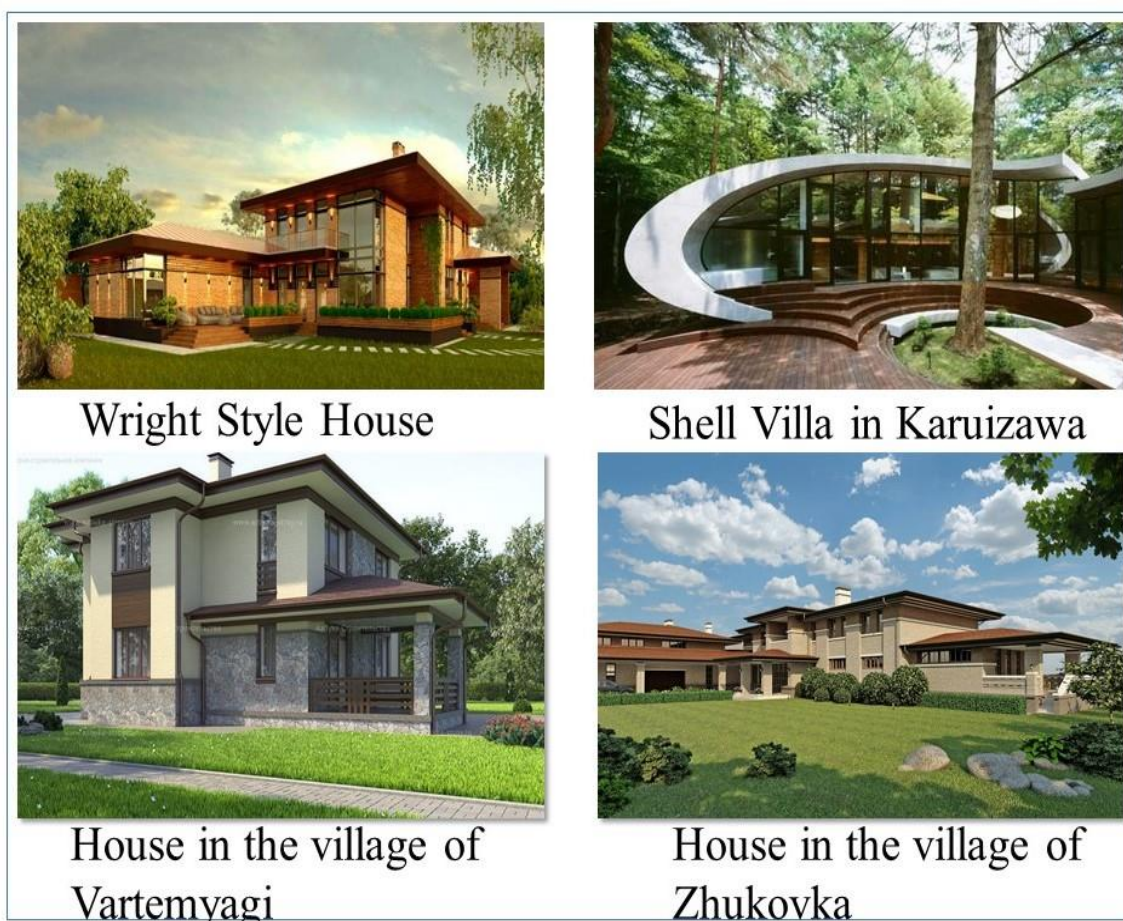 Wright Style House
Shell Villa in Karuizawa
House in the village of
Vartemyagi
House in the village of
Zhukovka